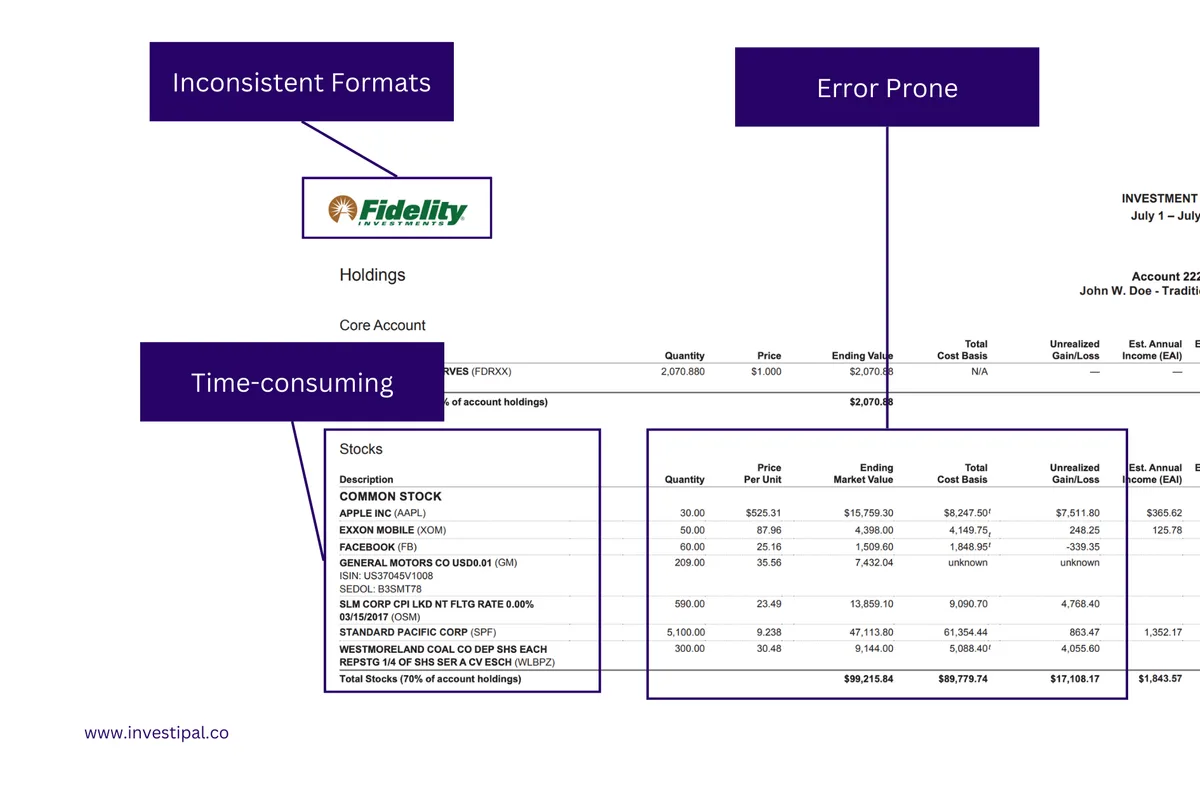 Inconsistent Formats
Error Prone
Fidelity
INVESTMENTS
INVESTMENT
July 1 – July
Holdings
Account 222
John W. Doe - Traditi
Core Account
Quantity Price Ending Value Total Cost Basis Unrealized Gain/Loss Est. Annual Income (EAI) E
Time-consuming
RVES (FDRXX) 2,070.880 $1.000 $2,070.88 N/A — —
% of account holdings) $2,070.88
Stocks
Description Quantity Price Per Unit Ending Market Value Total Cost Basis Unrealized Gain/Loss Est. Annual Income (EAI) E
COMMON STOCK
APPLE INC (AAPL) 30.00 $525.31 $15,759.30 $8,247.50t $7,511.80 $365.62
EXXON MOBILE (XOM) 50.00 87.96 4,398.00 4,149.75t 248.25 125.78
FACEBOOK (FB) 60.00 25.16 1,509.60 1,848.95t -339.35
GENERAL MOTORS CO USD0.01 (GM) 209.00 35.56 7,432.04 unknown unknown
ISIN: US37045V1008
SEDOL: B3SMT78
SLM CORP CPI LKD NT FLTG RATE 0.00% 590.00 23.49 13,859.10 9,090.70 4,768.40
03/15/2017 (OSM)
STANDARD PACIFIC CORP (SPF) 5,100.00 9.238 47,113.80 61,354.44 863.47 1,352.17
WESTMORELAND COAL CO DEP SHS EACH 300.00 30.48 9,144.00 5,088.40t 4,055.60
REPSTG 1/4 OF SHS SER A CV ESCH (WLBPZ)
Total Stocks (70% of account holdings) $99,215.84 $89,779.74 $17,108.17 $1,843.57
www.investipal.co